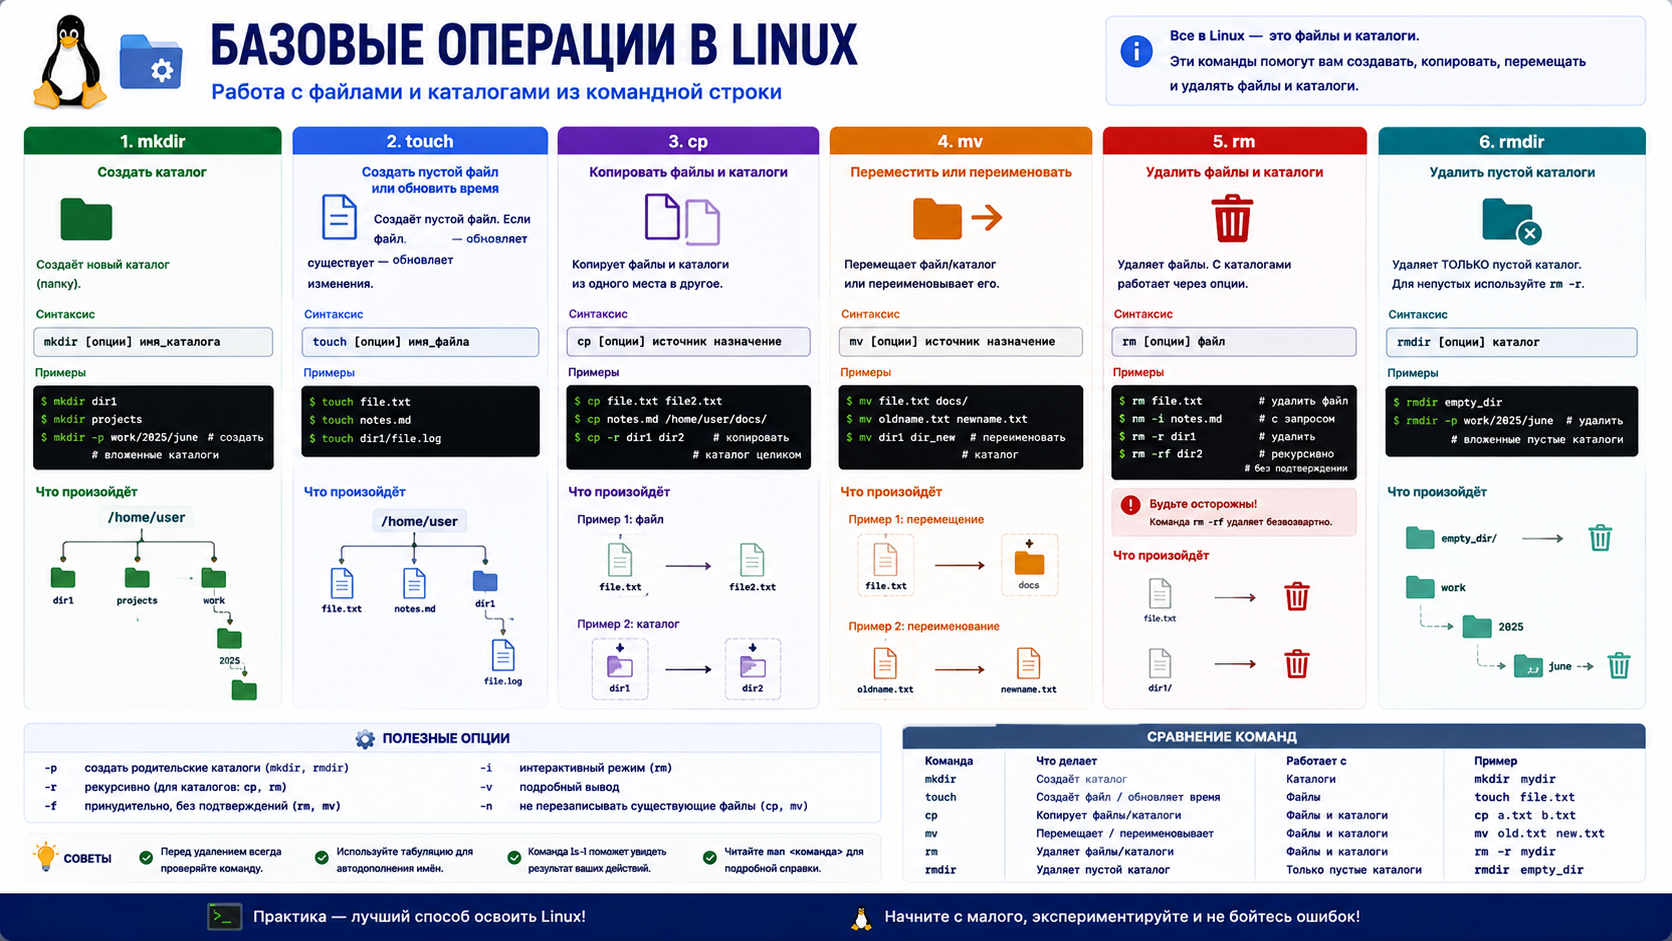 БАЗОВЫЕ ОПЕРАЦИИ В LINUX
Работа с файлами и каталогами из командной строки
i
Все в Linux — это файлы и каталоги.
Эти команды помогут вам создавать, копировать, перемещать
и удалять файлы и каталоги.
1. mkdir
Создать каталог
Создаёт новый каталог
(папку).
Синтаксис
mkdir [опции] имя_каталога
Примеры
$ mkdir dir1
$ mkdir projects
$ mkdir -p work/2025/june # создать
# вложенные каталоги
Что произойдёт
/home/user
dir1 projects work
2025
2. touch
Создать пустой файл
или обновить время
Создаёт пустой файл. Если
файл. — обновляет
существует — обновляет
изменения.
Синтаксис
touch [опции] имя_файла
Примеры
$ touch file.txt
$ touch notes.md
$ touch dir1/file.log
Что произойдёт
/home/user
file.txt notes.md dir1
file.log
3. cp
Копировать файлы и каталоги
Копирует файлы и каталоги
из одного места в другое.
Синтаксис
cp [опции] источник назначение
Примеры
$ cp file.txt file2.txt
$ cp notes.md /home/user/docs/
$ cp -r dir1 dir2 # копировать
# каталог целиком
Что произойдёт
Пример 1: файл
file.txt file2.txt
Пример 2: каталог
dir1 dir2
4. mv
Переместить или переименовать
Перемещает файл/каталог
или переименовывает его.
Синтаксис
mv [опции] источник назначение
Примеры
$ mv file.txt docs/
$ mv oldname.txt newname.txt
$ mv dir1 dir_new # переименовать
# каталог
Что произойдёт
Пример 1: перемещение
file.txt docs
Пример 2: переименование
oldname.txt newname.txt
5. rm
Удалить файлы и каталоги
Удаляет файлы. С каталогами
работает через опции.
Синтаксис
rm [опции] файл
Примеры
$ rm file.txt # удалить файл
$ nm -i notes.md # с запросом
$ rm -r dir1 # удалить
$ rm -rf dir2 # рекурсивно
# без подтверждении
! Будьте осторожны!
Команда rm -rf удаляет безвозвартно.
Что произойдёт
file.txt
dir1/
6. rmdir
Удалить пустой каталоги
Удаляет ТОЛЬКО пустой каталог.
Для непустых используйте rm -r.
Синтаксис
rmdir [опции] каталог
Примеры
$ rmdir empty_dir
$ rmdir -p work/2025/june # удалить
# вложенные пустые каталоги
Что произойдёт
empty_dir/
work
2025
june
ПОЛЕЗНЫЕ ОПЦИИ
-p создать родительские каталоги (mkdir, rmdir)
-r рекурсивно (для каталогов: cp, rm)
-f принудительно, без подтверждений (rm, mv)
-i интерактивный режим (rm)
-v подробный вывод
-n не перезаписывать существующие файлы (cp, mv)
СОВЕТЫ
Перед удалением всегда
проверяйте команду.
Используйте табуляцию для
автодополнения имён.
Команда ls -l поможет увидеть
результат ваших действий.
Читайте man <команда> для
подробной справки.
СРАВНЕНИЕ КОМАНД
Команда Что делает Работает с Пример
mkdir Создаёт каталог Каталоги mkdir mydir
touch Создаёт файл / обновляет время Файлы touch file.txt
cp Копирует файлы/каталоги Файлы и каталоги cp a.txt b.txt
mv Перемещает / переименовывает Файлы и каталоги mv old.txt new.txt
rm Удаляет файлы/каталоги Файлы и каталоги rm -r mydir
rmdir Удаляет пустой каталог Только пустые каталоги rmdir empty_dir
>_ Практика — лучший способ освоить Linux!
Начните с малого, экспериментируйте и не бойтесь ошибок!